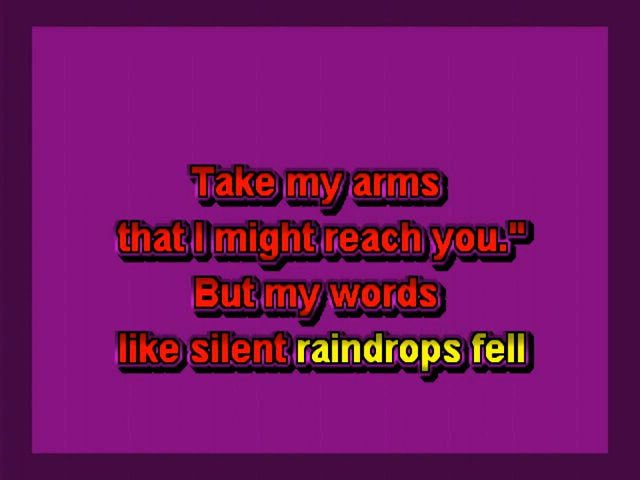 Take my arms
that I might reach you."
But my words
like silent raindrops fell